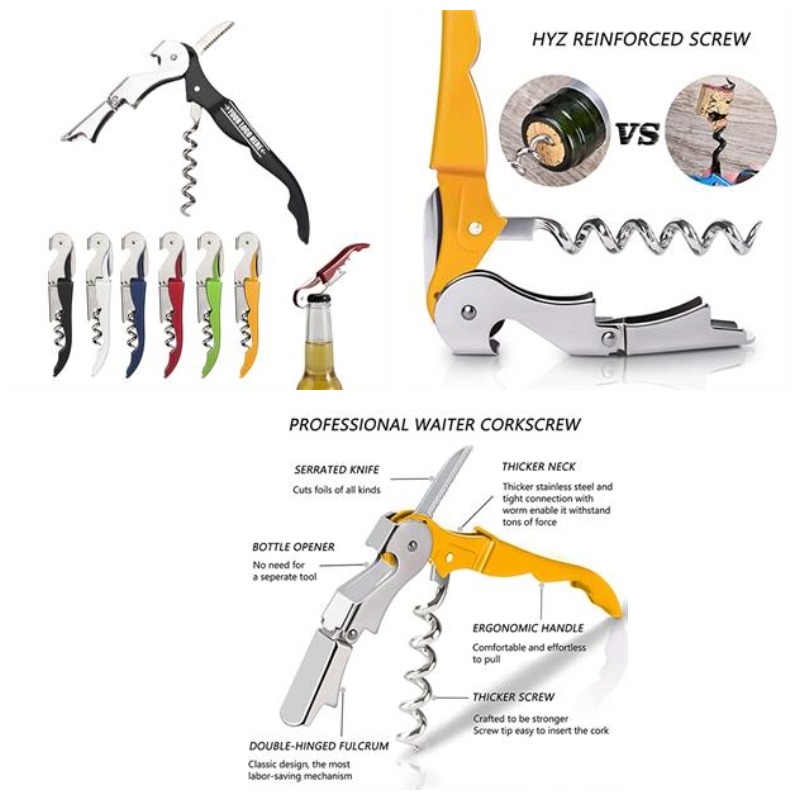 YOUR LOGO HERE
HYZ REINFORCED SCREW
VS
PROFESSIONAL WAITER CORKSCREW
SERRATED KNIFE
Cuts foils of all kinds
THICKER NECK
Thicker stainless steel and
tight connection with
worm enable it withstand
tons of force
BOTTLE OPENER
No need for
a seperate tool
ERGONOMIC HANDLE
Comfortable and effortless
to pull
THICKER SCREW
Crafted to be stronger
Screw tip easy to insert the cork
DOUBLE-HINGED FULCRUM
Classic design, the most
labor-saving mechanism